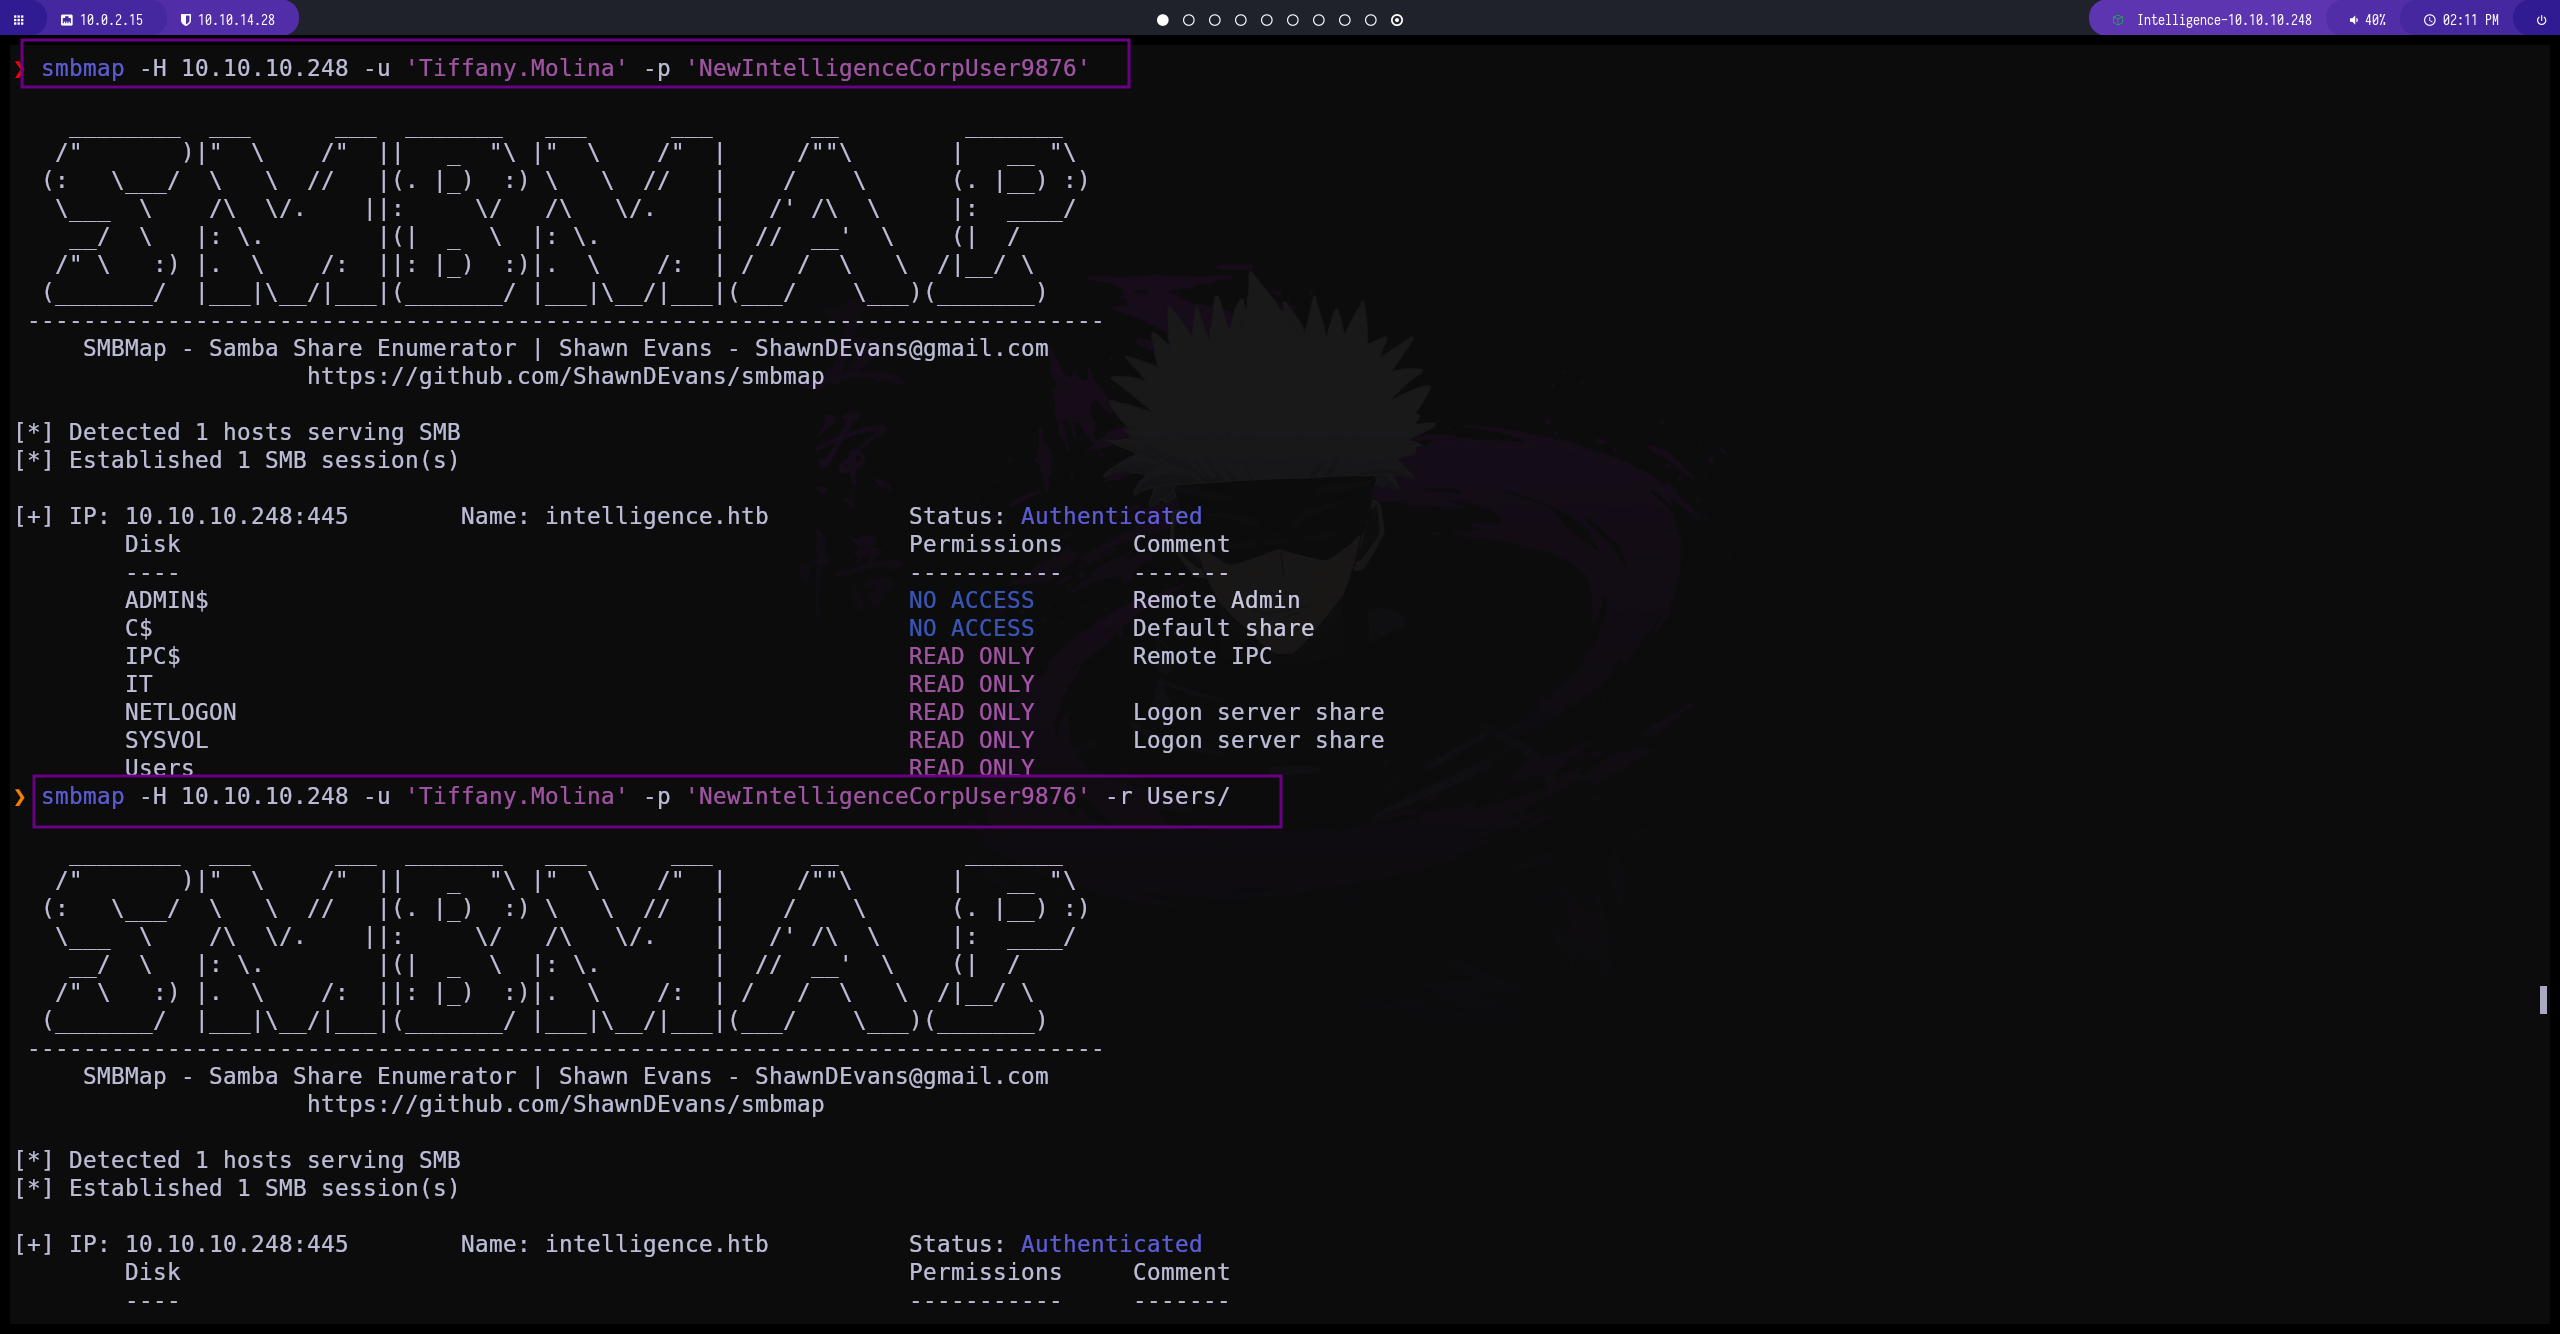 10.0.2.15 10.10.14.28 Intelligence-10.10.10.248 40% 02:11 PM
❯ smbmap -H 10.10.10.248 -u 'Tiffany.Molina' -p 'NewIntelligenceCorpUser9876'
SMBMAP
SMBMap - Samba Share Enumerator | Shawn Evans - ShawnDEvans@gmail.com
https://github.com/ShawnDEvans/smbmap
[*] Detected 1 hosts serving SMB
[*] Established 1 SMB session(s)
[+] IP: 10.10.10.248:445 Name: intelligence.htb Status: Authenticated
Disk Permissions Comment
---- ----------- -------
ADMIN$ NO ACCESS Remote Admin
C$ NO ACCESS Default share
IPC$ READ ONLY Remote IPC
IT READ ONLY
NETLOGON READ ONLY Logon server share
SYSVOL READ ONLY Logon server share
Users READ ONLY
❯ smbmap -H 10.10.10.248 -u 'Tiffany.Molina' -p 'NewIntelligenceCorpUser9876' -r Users/
SMBMAP
SMBMap - Samba Share Enumerator | Shawn Evans - ShawnDEvans@gmail.com
https://github.com/ShawnDEvans/smbmap
[*] Detected 1 hosts serving SMB
[*] Established 1 SMB session(s)
[+] IP: 10.10.10.248:445 Name: intelligence.htb Status: Authenticated
Disk Permissions Comment
---- ----------- -------